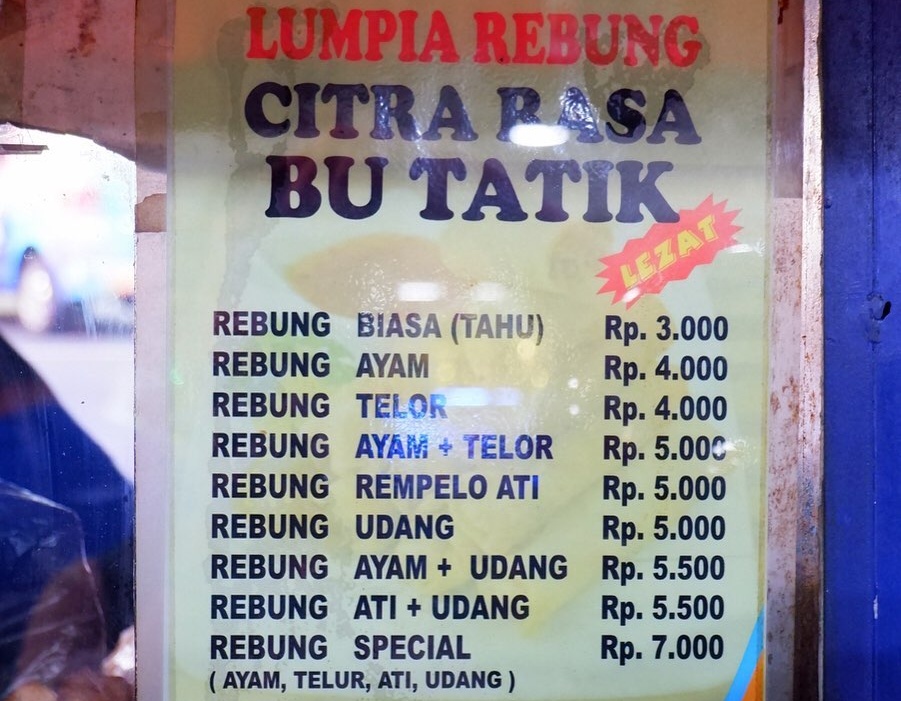 LUMPIA REBUNG
CITRA RASA
BU TATIK
LEZAT
REBUNG BIASA (TAHU) Rp. 3.000
REBUNG AYAM Rp. 4.000
REBUNG TELOR Rp. 4.000
REBUNG AYAM + TELOR Rp. 5.000
REBUNG REMPELO ATI Rp. 5.000
REBUNG UDANG Rp. 5.000
REBUNG AYAM + UDANG Rp. 5.500
REBUNG ATI + UDANG Rp. 5.500
REBUNG SPECIAL Rp. 7.000
( AYAM, TELUR, ATI, UDANG )